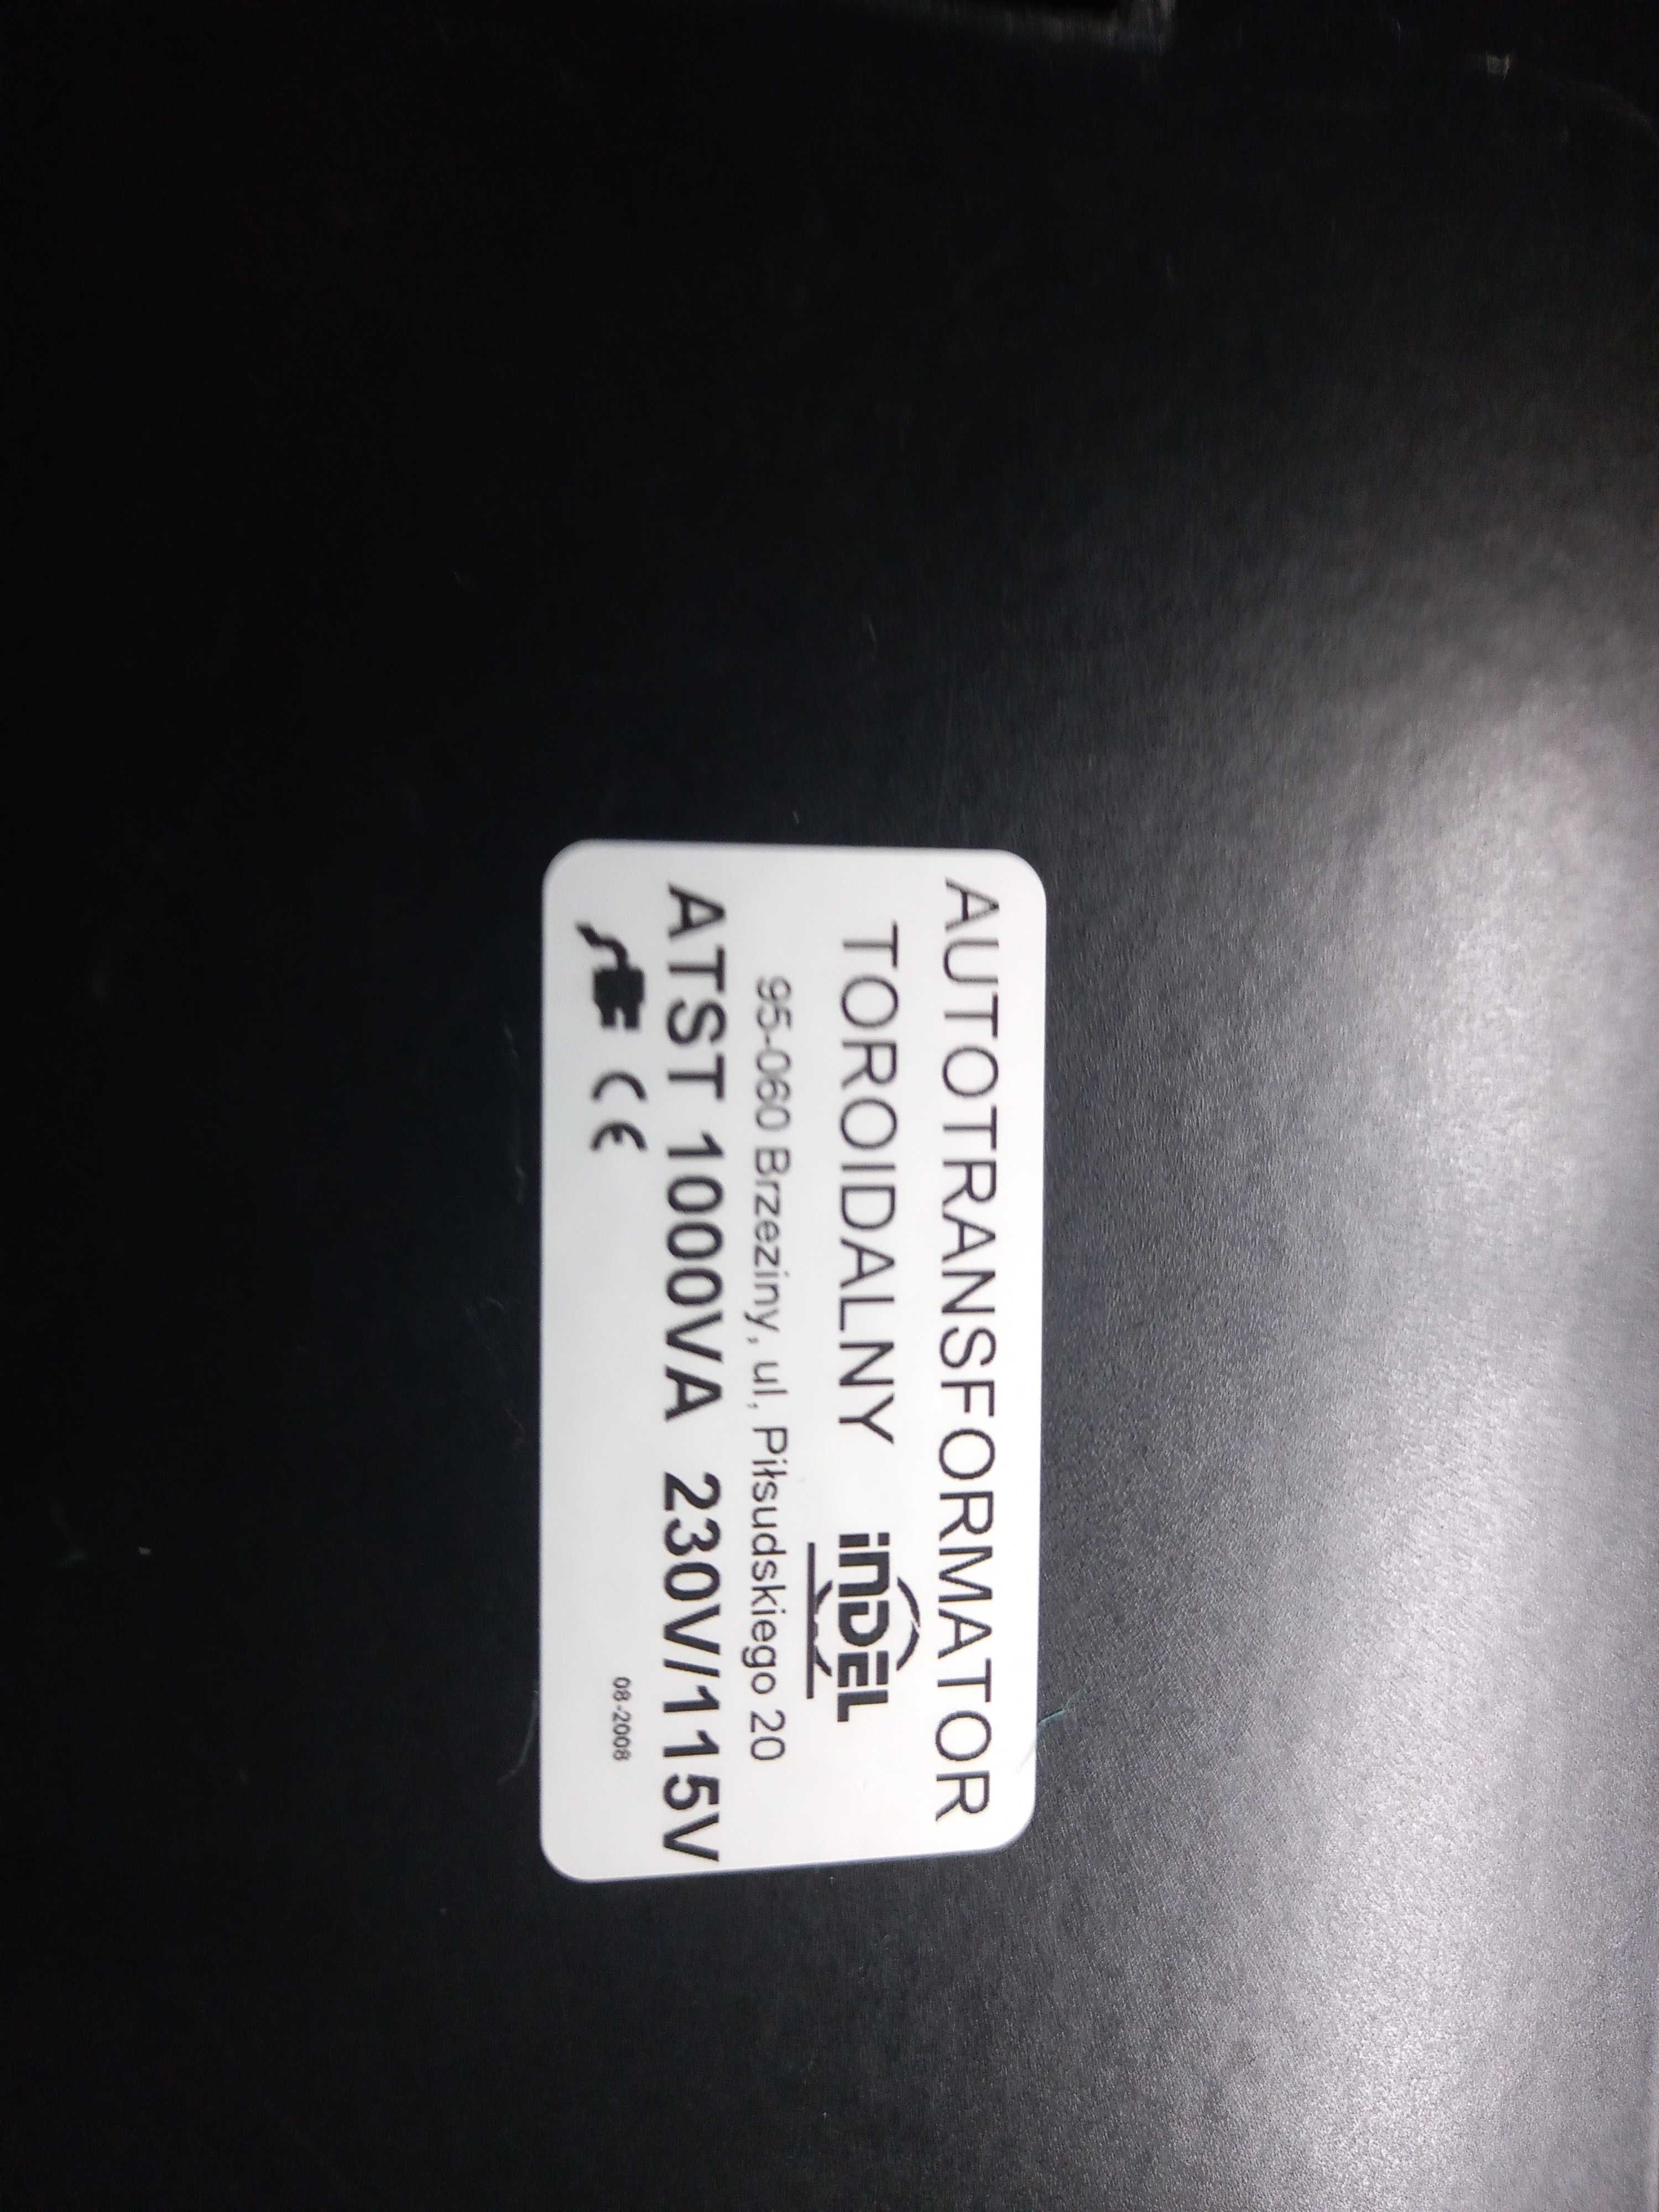 AUTOTRANSFORMATOR
TOROIDALNY INDEL
95-060 Brzeziny, ul, Piłsudskiego 20
ATST 1000VA 230V/115V
CE
08-2008